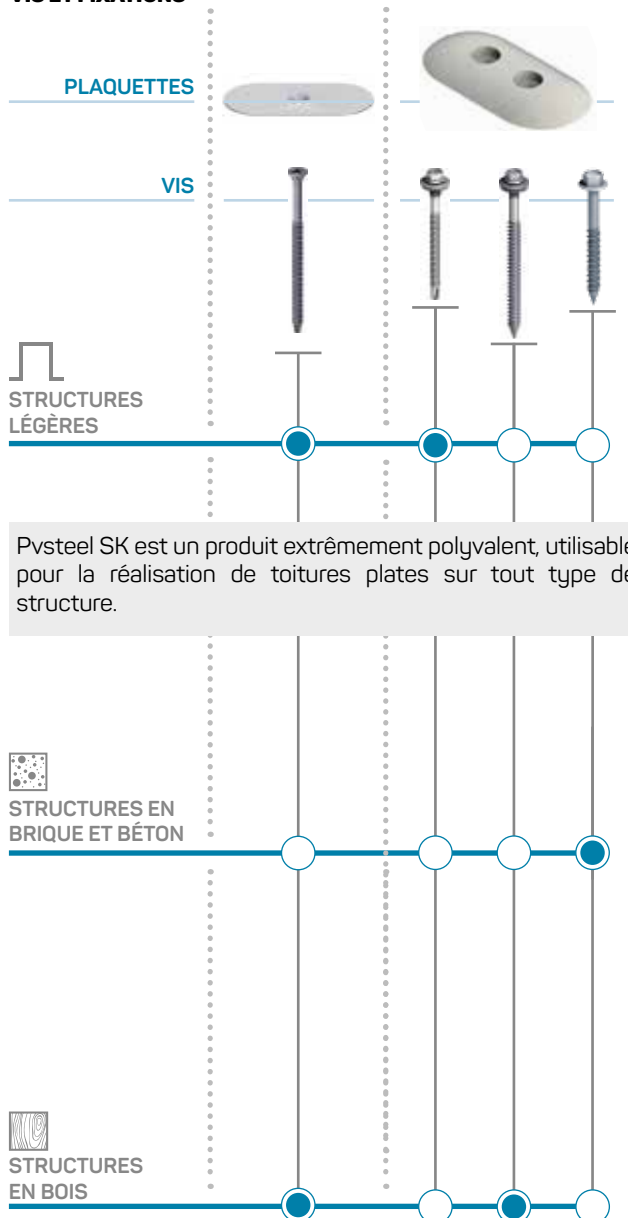 PLAQUETTES
VIS
STRUCTURES
LÉGÈRES
Pvsteel SK est un produit extrêmement polyvalent, utilisable
pour la réalisation de toitures plates sur tout type de
structure.
STRUCTURES EN
BRIQUE ET BÉTON
STRUCTURES
EN BOIS